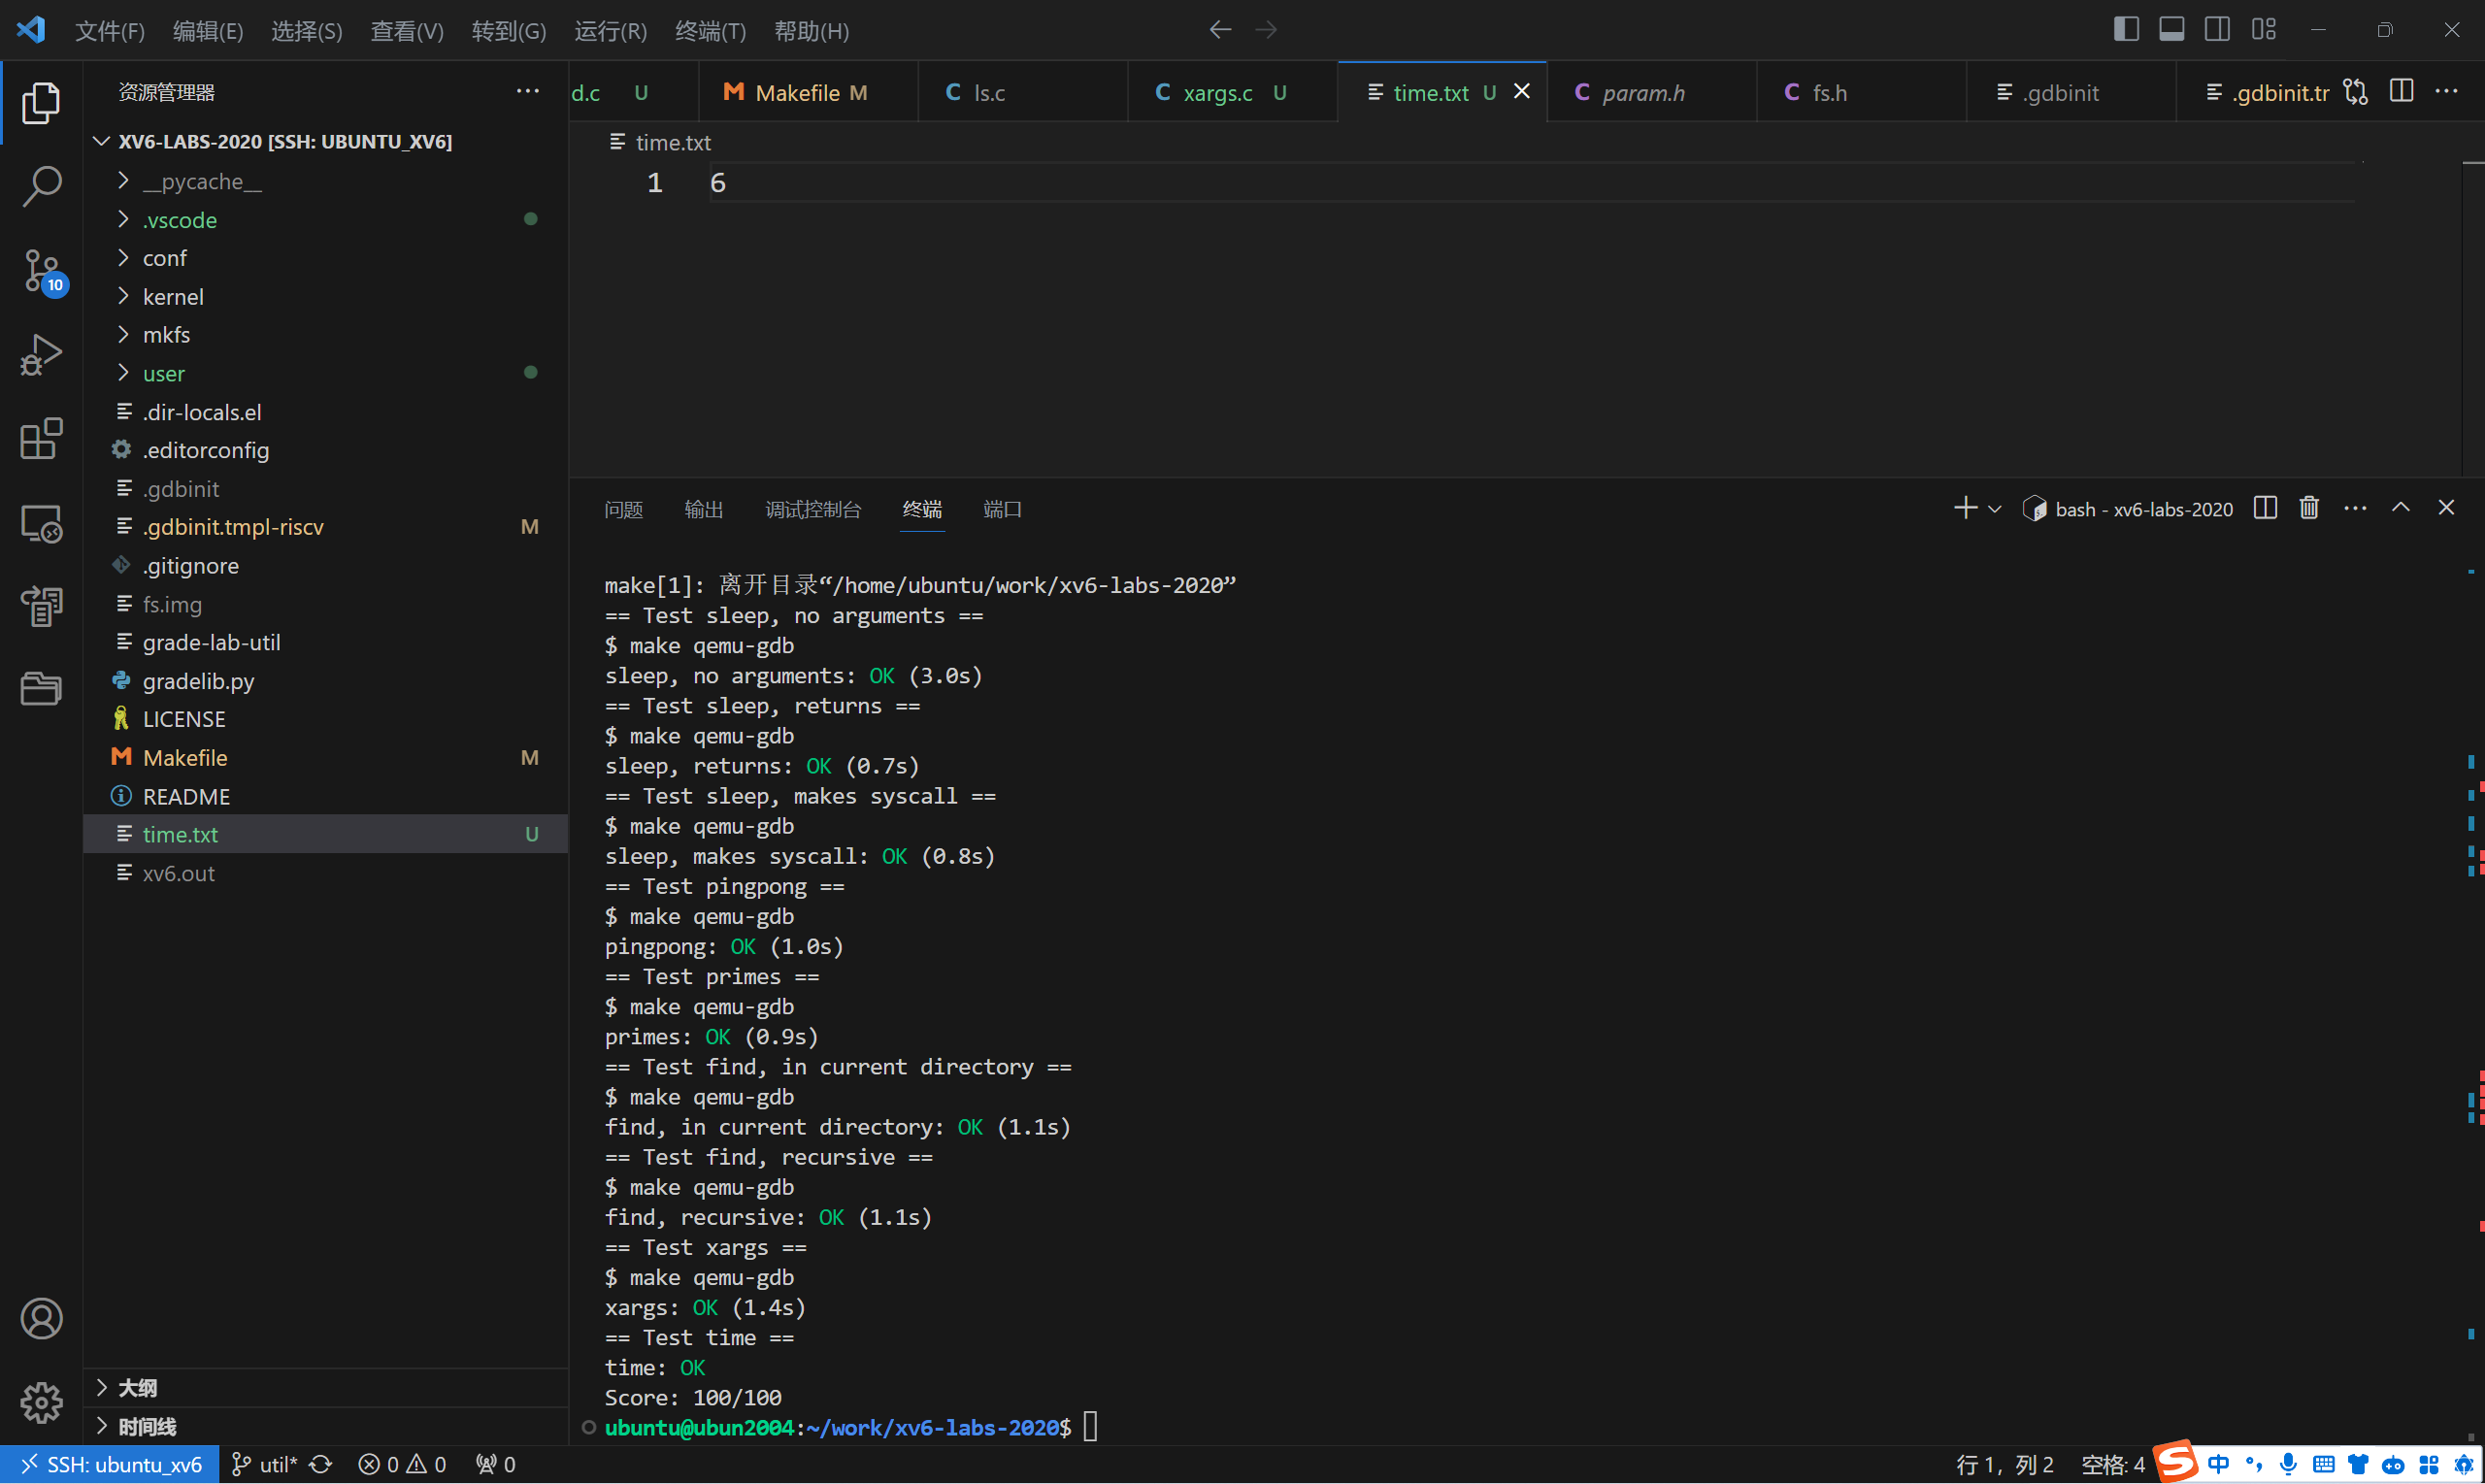 文件(F) 编辑(E) 选择(S) 查看(V) 转到(G) 运行(R) 终端(T) 帮助(H)
资源管理器
d.c U Makefile M ls.c xargs.c U time.txt U param.h fs.h .gdbinit .gdbinit.tr
XV6-LABS-2020 [SSH: UBUNTU_XV6]
time.txt
__pycache__
1 6
.vscode
conf
10
kernel
mkfs
user
.dir-locals.el
.editorconfig
.gdbinit
.gdbinit.tmpl-riscv M
.gitignore
fs.img
grade-lab-util
gradelib.py
LICENSE
Makefile M
README
time.txt U
xv6.out
大纲
时间线
问题 输出 调试控制台 终端 端口
bash - xv6-labs-2020
make[1]: 离开目录“/home/ubuntu/work/xv6-labs-2020”
== Test sleep, no arguments ==
$ make qemu-gdb
sleep, no arguments: OK (3.0s)
== Test sleep, returns ==
$ make qemu-gdb
sleep, returns: OK (0.7s)
== Test sleep, makes syscall ==
$ make qemu-gdb
sleep, makes syscall: OK (0.8s)
== Test pingpong ==
$ make qemu-gdb
pingpong: OK (1.0s)
== Test primes ==
$ make qemu-gdb
primes: OK (0.9s)
== Test find, in current directory ==
$ make qemu-gdb
find, in current directory: OK (1.1s)
== Test find, recursive ==
$ make qemu-gdb
find, recursive: OK (1.1s)
== Test xargs ==
$ make qemu-gdb
xargs: OK (1.4s)
== Test time ==
time: OK
Score: 100/100
ubuntu@ubun2004:~/work/xv6-labs-2020$
SSH: ubuntu_xv6 util* 0 0 0 行 1，列 2 空格: 4 中